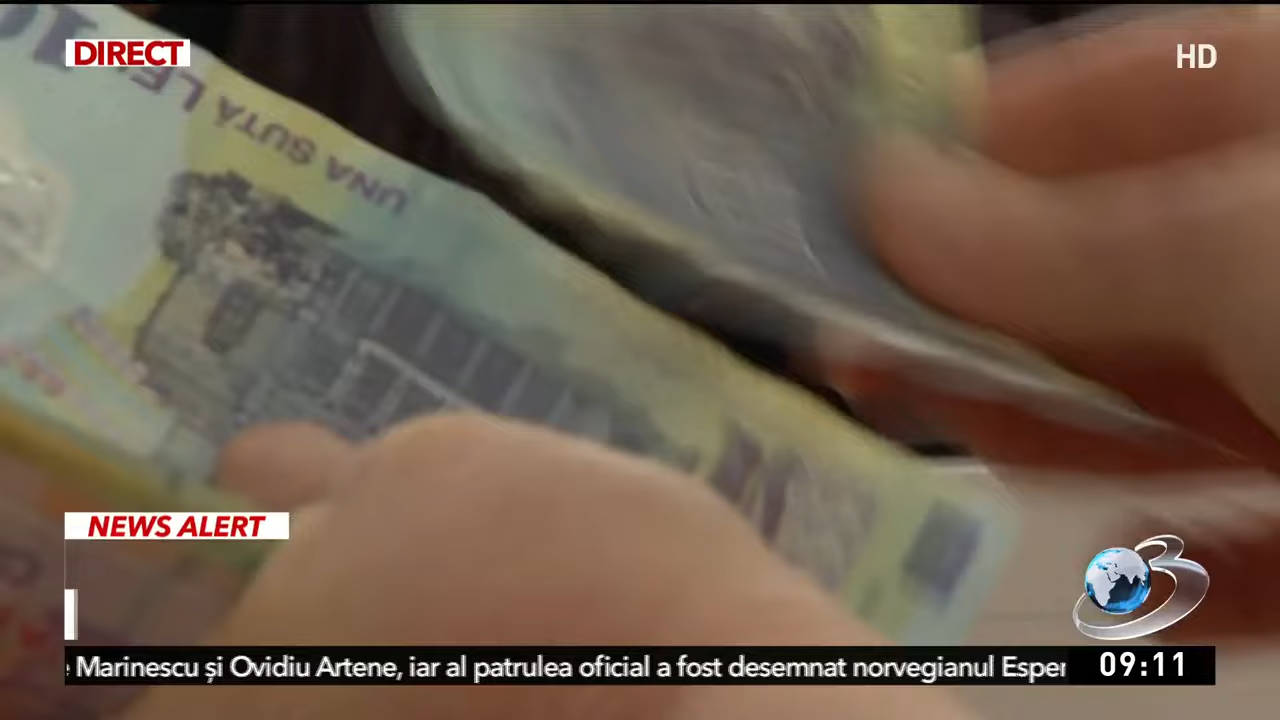 DIRECT
HD
UNA SUTĂ LEI
NEWS ALERT
3
Marinescu și Ovidiu Artene, iar al patrulea oficial a fost desemnat norvegianul Esper
09:11